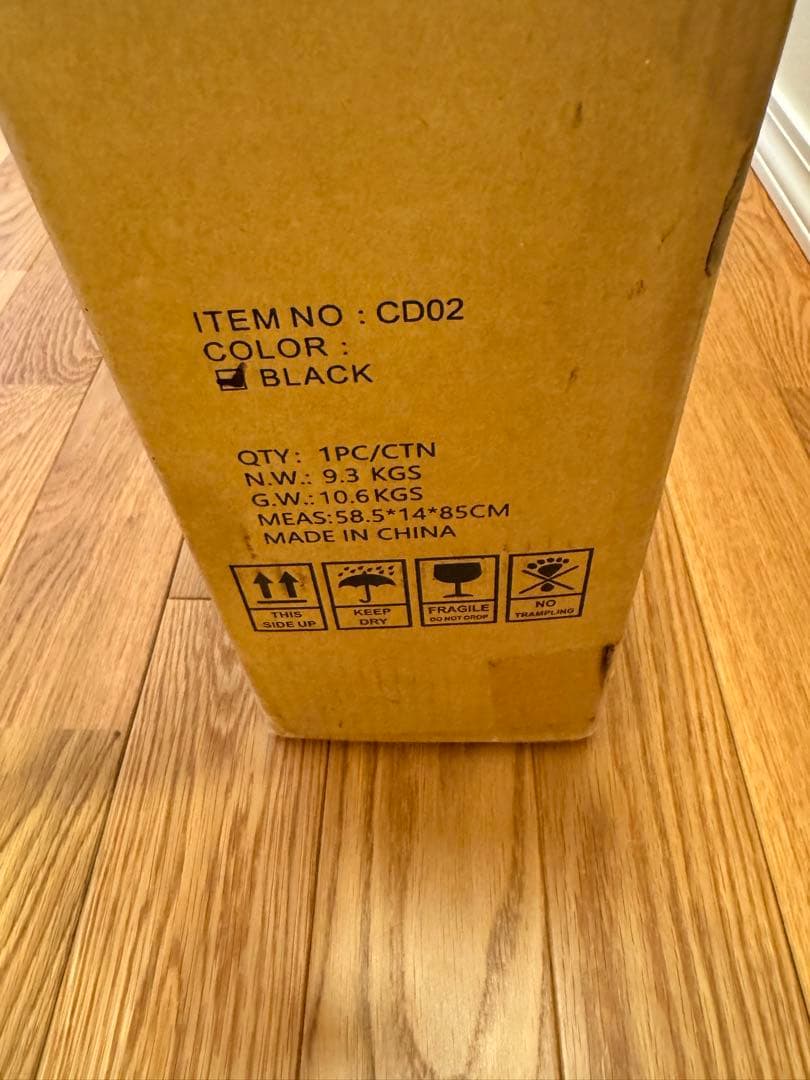 ITEM NO : CD02
COLOR :
BLACK
QTY: 1PC/CTN
N.W.: 9.3 KGS
G.W.: 10.6 KGS
MEAS:58.5*14*85CM
MADE IN CHINA
THIS
SIDE UP
KEEP
DRY
FRAGILE
DO NOT DROP
NO
TRAMPLING